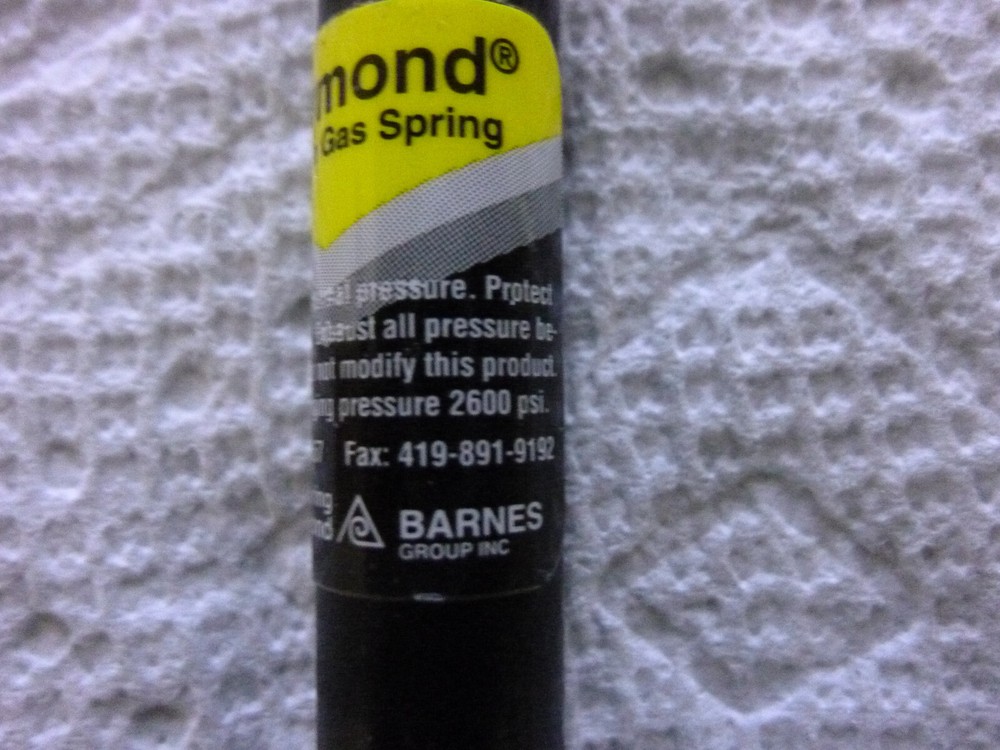 mond®
Gas Spring
pressure. Protect
all pressure be-
not modify this product.
pressure 2600 psi.
57 Fax: 419-891-9192
BARNES
GROUP INC